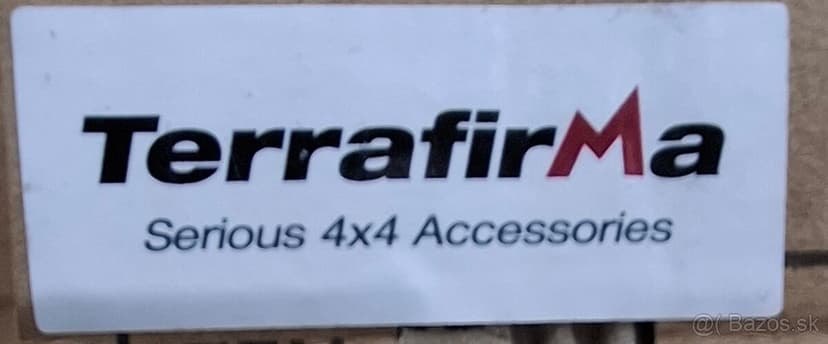 TerrafirMa
Serious 4x4 Accessories
@( Bazos.sk